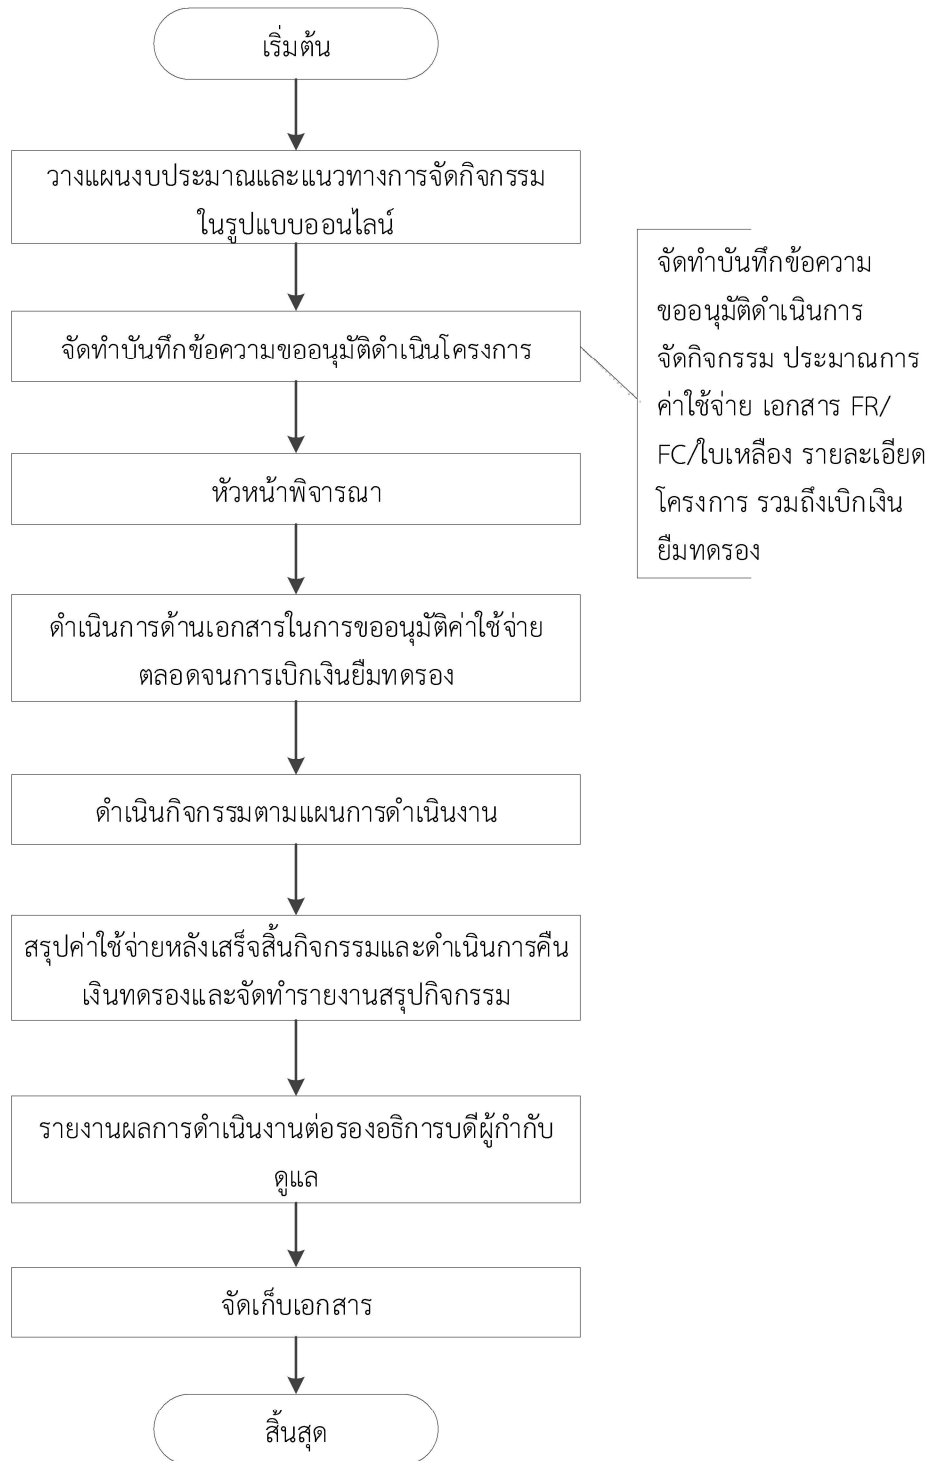 เริ่มต้น
วางแผนงบประมาณและแนวทางการจัดกิจกรรม
ในรูปแบบออนไลน์
จัดทำบันทึกข้อความขออนุมัติดำเนินโครงการ
จัดทำบันทึกข้อความ
ขออนุมัติดำเนินการ
จัดกิจกรรม ประมาณการ
ค่าใช้จ่าย เอกสาร FR/
FC/ใบเหลือง รายละเอียด
โครงการ รวมถึงเบิกเงิน
ยืมทดรอง
หัวหน้าพิจารณา
ดำเนินการด้านเอกสารในการขออนุมัติค่าใช้จ่าย
ตลอดจนการเบิกเงินยืมทดรอง
ดำเนินกิจกรรมตามแผนการดำเนินงาน
สรุปค่าใช้จ่ายหลังเสร็จสิ้นกิจกรรมและดำเนินการคืน
เงินทดรองและจัดทำรายงานสรุปกิจกรรม
รายงานผลการดำเนินงานต่อรองอธิการบดีผู้กำกับ
ดูแล
จัดเก็บเอกสาร
สิ้นสุด